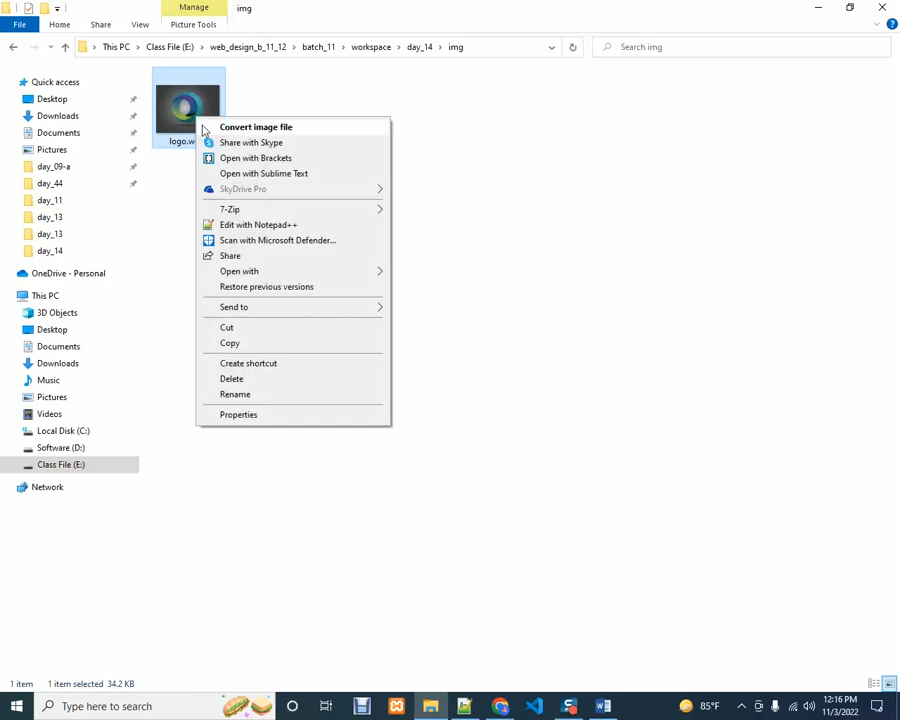 Manage
img
File
Home
Share
View
Picture Tools
This PC
Class File (E:)
web_design_b_11_12
batch_11
workspace
day_14
img
Search img
Quick access
Desktop
Downloads
Documents
Pictures
day_09-a
day_44
day_11
day_13
day_13
day_14
OneDrive - Personal
This PC
3D Objects
Desktop
Documents
Downloads
Music
Pictures
Videos
Local Disk (C:)
Software (D:)
Class File (E:)
Network
logo.w
Convert image file
Share with Skype
Open with Brackets
Open with Sublime Text
SkyDrive Pro
7-Zip
Edit with Notepad++
Scan with Microsoft Defender...
Share
Open with
Restore previous versions
Send to
Cut
Copy
Create shortcut
Delete
Rename
Properties
1 item
1 item selected 34.2 KB
Type here to search
85°F
12:16 PM
11/3/2022